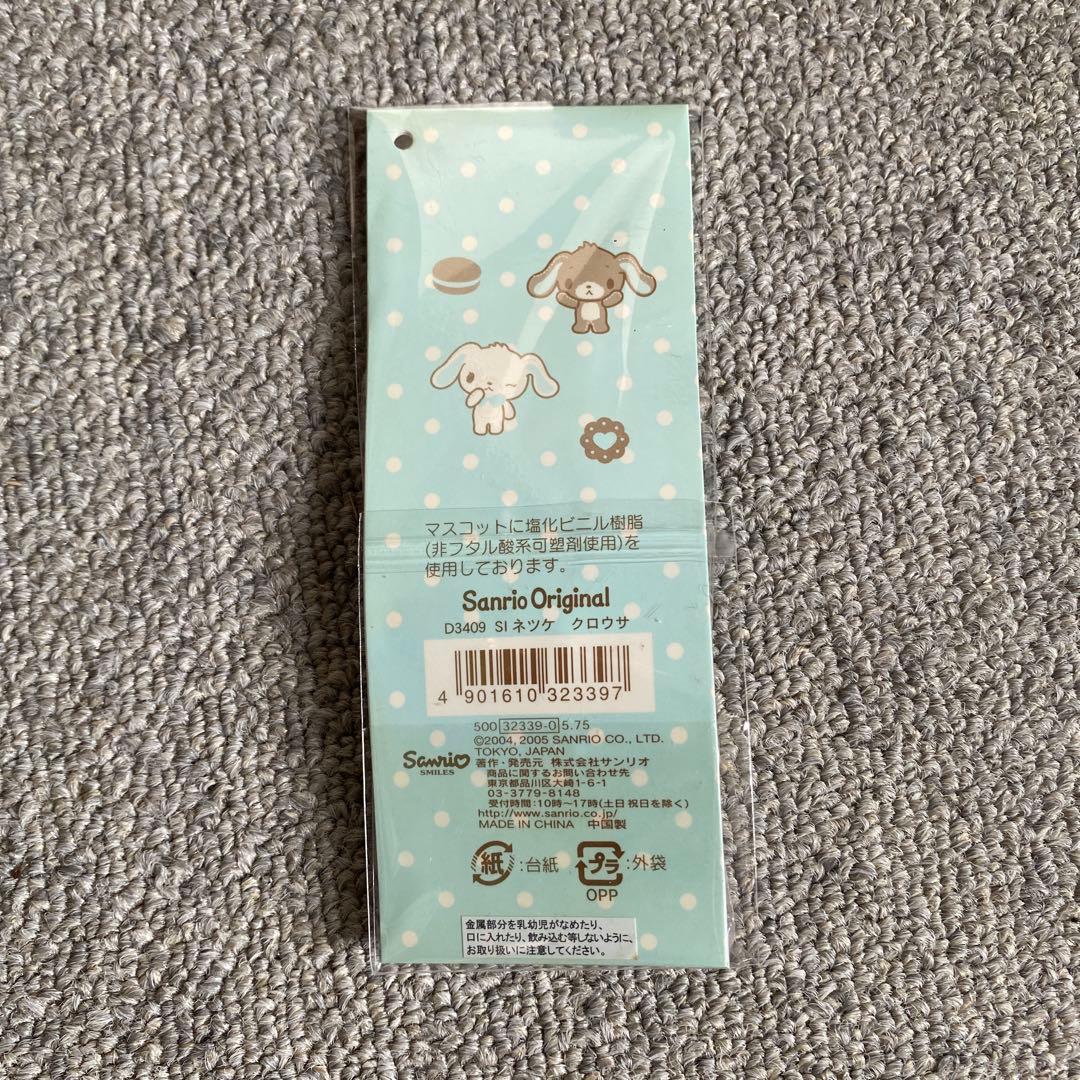 マスコットに塩化ビニル樹脂
(非フタル酸系可塑剤使用)を
使用しております。
Sanrio Original
D3409 SIネツケ クロウサ
4 901610 323397
500 32339-0 5.75
©2004, 2005 SANRIO CO., LTD.
TOKYO, JAPAN
Sanrio
SMILES
著作・発売元 株式会社サンリオ
商品に関するお問い合わせ先
東京都品川区大崎1-6-1
03-3779-8148
受付時間:10時~17時(土日祝日を除く)
http://www.sanrio.co.jp/
MADE IN CHINA 中国製
紙:台紙
プラ:外袋
OPP
金属部分を乳幼児がなめたり、
口に入れたり、飲み込む等しないように、
お取り扱いに注意してください。